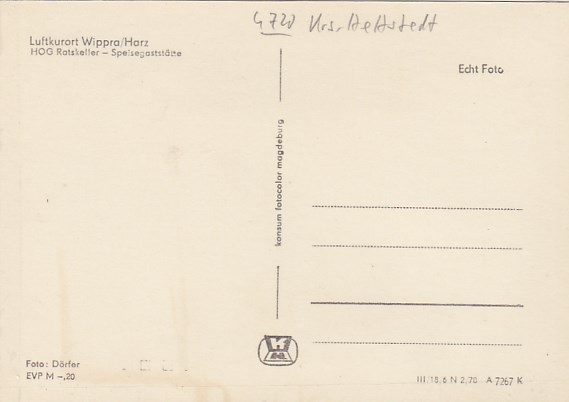 4720 Krs. Hettstedt
Luftkurort Wippra/Harz
HOG Ratskeller – Speisegaststätte
Echt Foto
konsum fotocolor magdeburg
Foto: Dörfer
EVP M –,20
III/18/6 N 2/70 A 7267 K